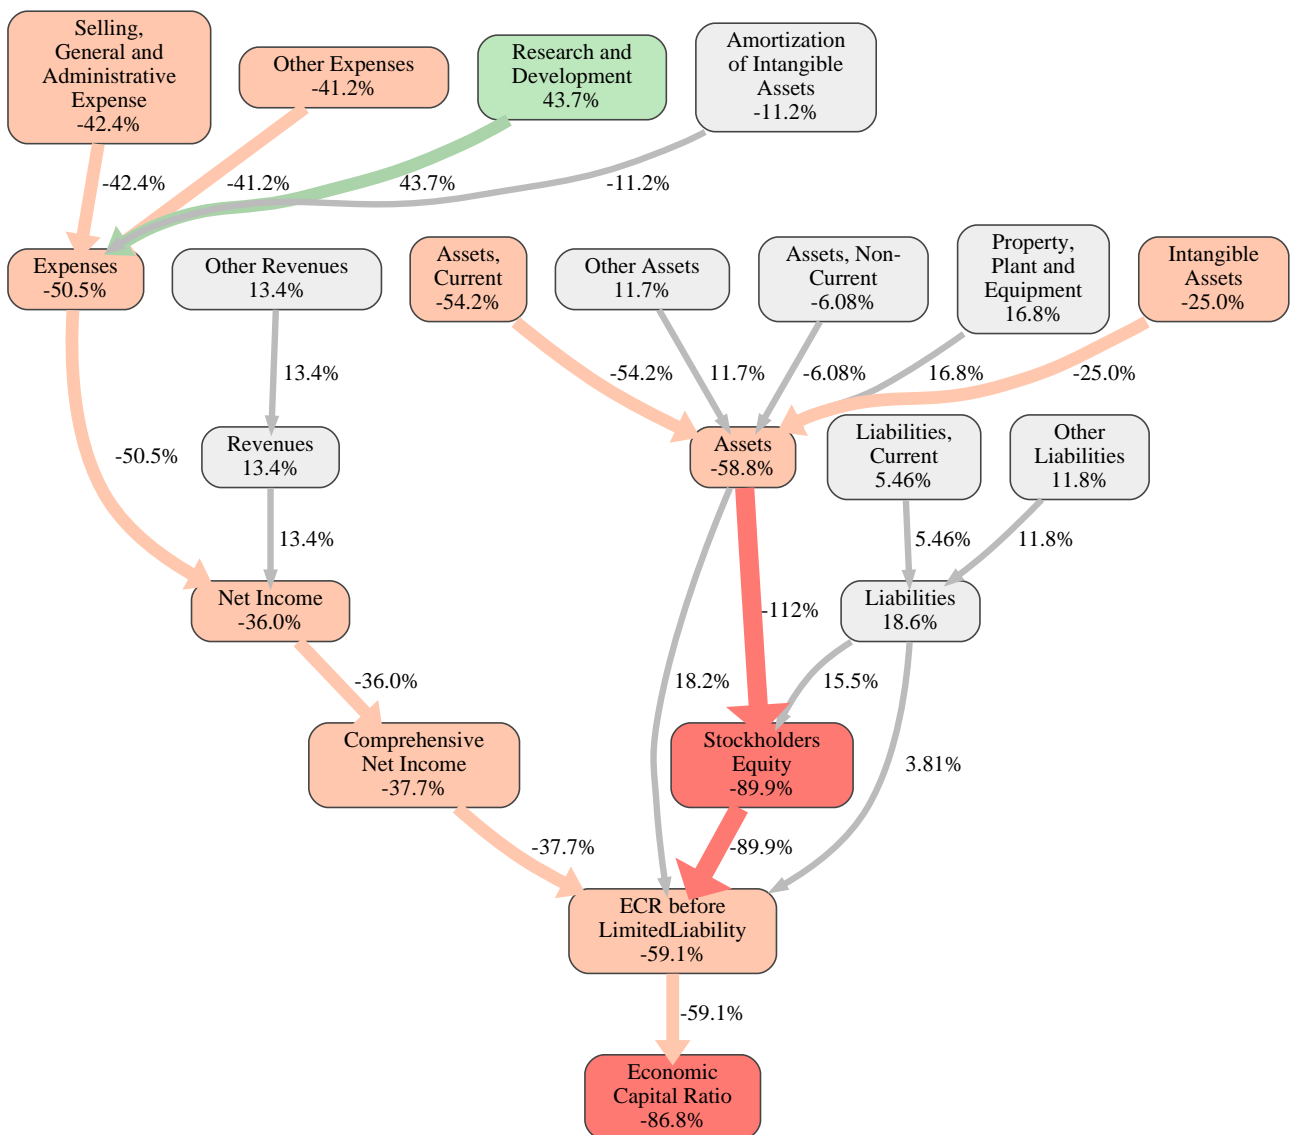 Selling,
General and
Administrative
Expense
-42.4%
Other Expenses
-41.2%
Research and
Development
43.7%
Amortization
of Intangible
Assets
-11.2%
-42.4%
-41.2%
43.7%
-11.2%
Expenses
-50.5%
Other Revenues
13.4%
Assets,
Current
-54.2%
Other Assets
11.7%
Assets, Non-
Current
-6.08%
Property,
Plant and
Equipment
16.8%
Intangible
Assets
-25.0%
13.4%
-54.2%
11.7%
-6.08%
16.8%
-25.0%
-50.5%
Revenues
13.4%
Assets
-58.8%
Liabilities,
Current
5.46%
Other
Liabilities
11.8%
13.4%
5.46%
11.8%
Net Income
-36.0%
-112%
Liabilities
18.6%
-36.0%
18.2%
15.5%
Comprehensive
Net Income
-37.7%
Stockholders
Equity
-89.9%
3.81%
-37.7%
-89.9%
ECR before
LimitedLiability
-59.1%
-59.1%
Economic
Capital Ratio
-86.8%